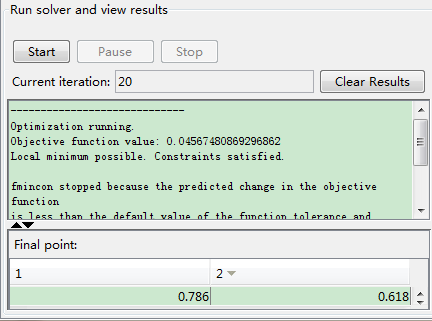 Run solver and view results
Start Pause Stop
Current iteration: 20 Clear Results
----------------------------
Optimization running.
Objective function value: 0.04567480869296862
Local minimum possible. Constraints satisfied.
fmincon stopped because the predicted change in the objective
function
is less than the default value of the function tolerance and
Final point:
1 2
0.786 0.618